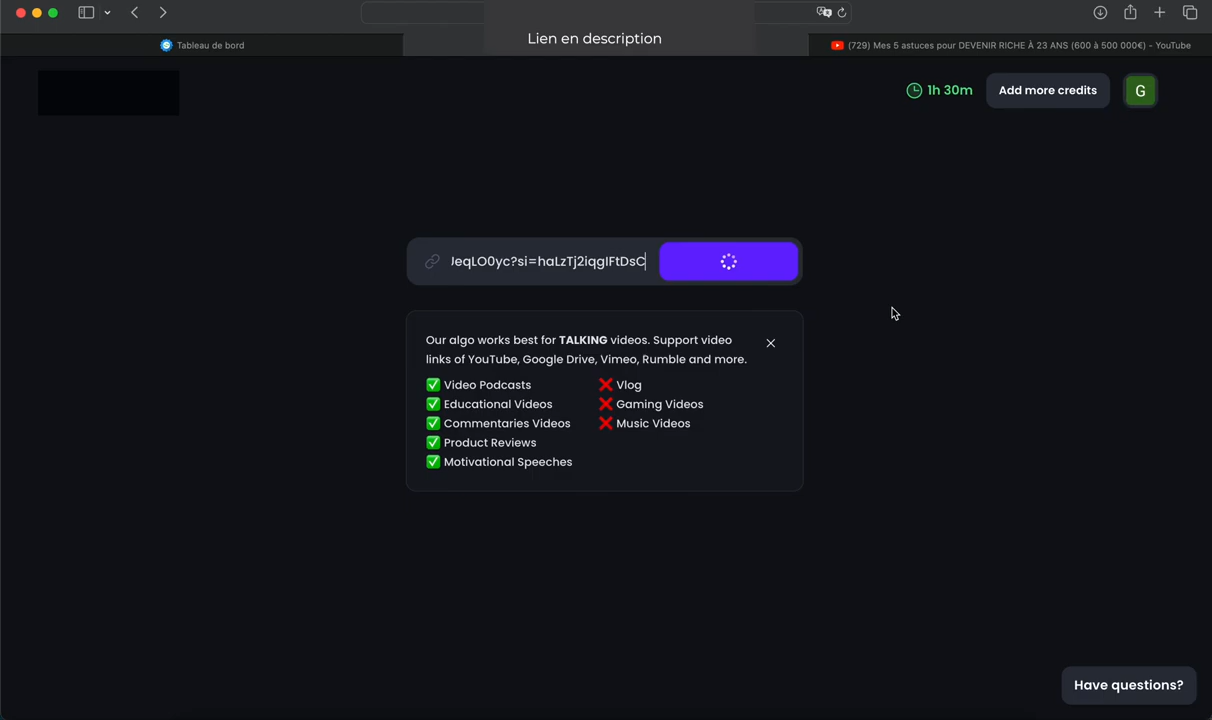 Lien en description
Tableau de bord
(729) Mes 5 astuces pour DEVENIR RICHE À 23 ANS (600 à 500 000€) - YouTube
1h 30m
Add more credits
G
JeqLO0yc?si=haLzTj2iqgIFtDsC
Our algo works best for TALKING videos. Support video
links of YouTube, Google Drive, Vimeo, Rumble and more.
✅ Video Podcasts
❌ Vlog
✅ Educational Videos
❌ Gaming Videos
✅ Commentaries Videos
❌ Music Videos
✅ Product Reviews
✅ Motivational Speeches
Have questions?